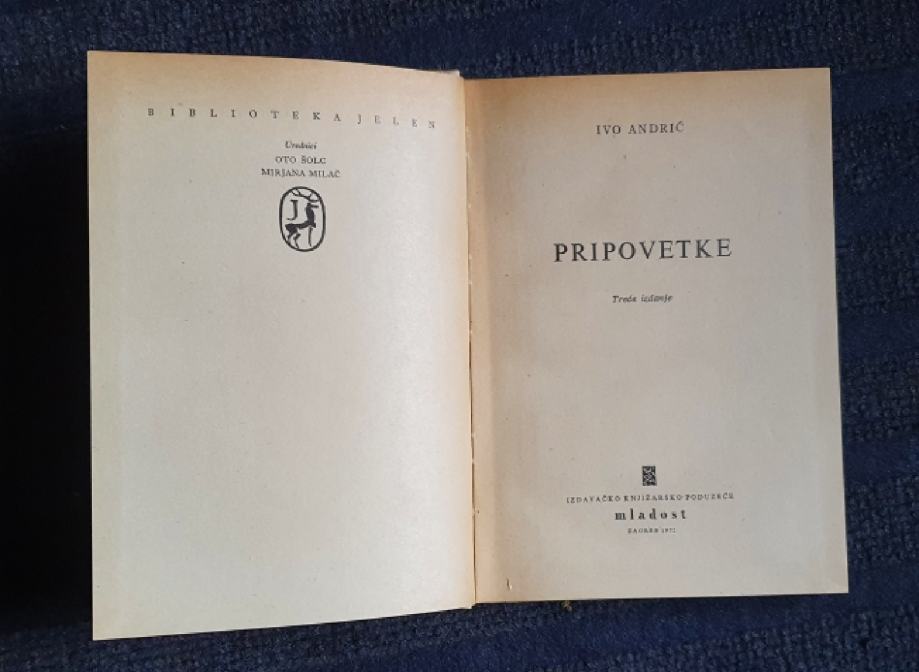 BIBLIOTEKA JELEN
Urednici
OTO ŠOLC
MIRJANA MILAČ
J
IVO ANDRIĆ
PRIPOVETKE
Treće izdanje
IZDAVAČKO KNJIŽARSKO PODUZEĆE
mladost
ZAGREB